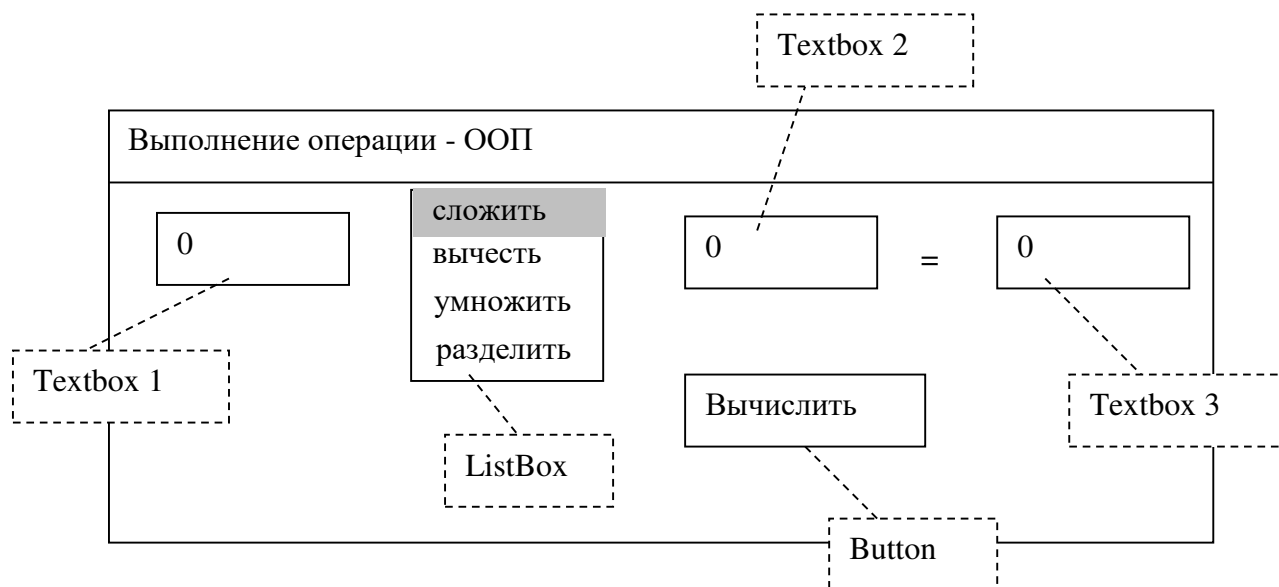 Textbox 2
Выполнение операции - ООП
0
сложить
вычесть
умножить
разделить
0
=
0
Textbox 1
Вычислить
Textbox 3
ListBox
Button